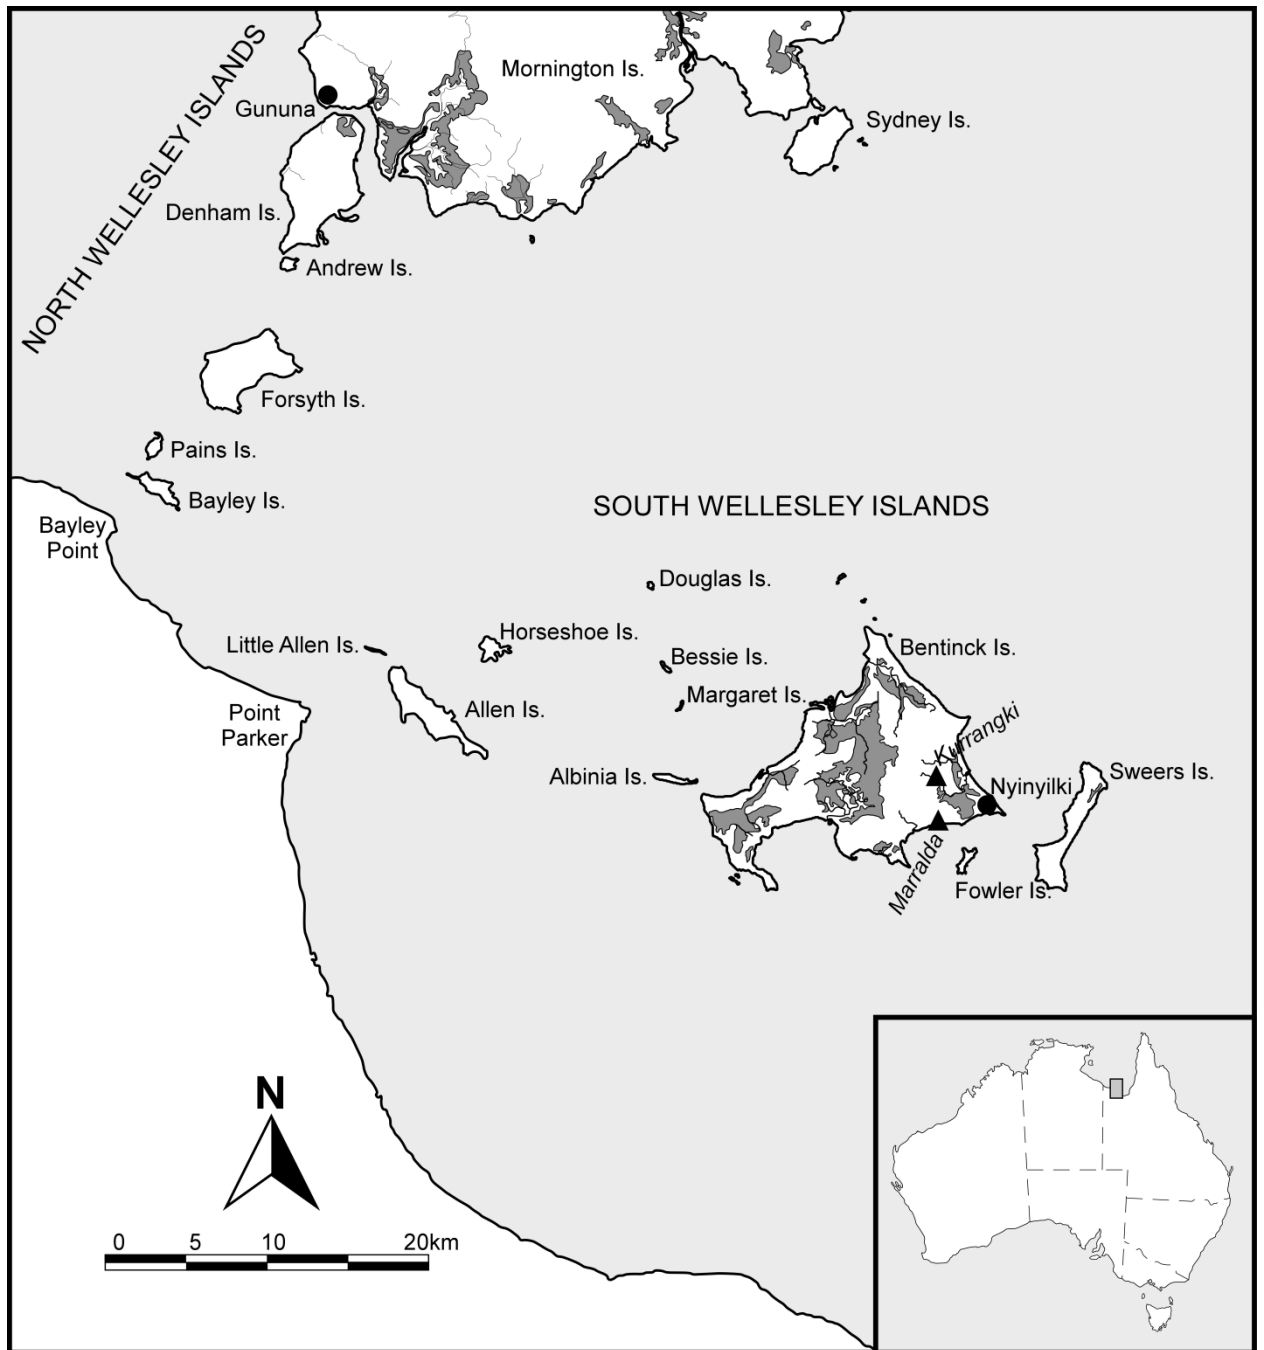 NORTH WELLESLEY ISLANDS
Mornington Is.
Gununa
Sydney Is.
Denham Is.
Andrew Is.
Forsyth Is.
Pains Is.
Bayley Is.
Bayley
Point
SOUTH WELLESLEY ISLANDS
Douglas Is.
Little Allen Is.
Horseshoe Is.
Bentinck Is.
Bessie Is.
Margaret Is.
Allen Is.
Point
Parker
Kurrangki
Albinia Is.
Nyinyilki
Sweers Is.
Marralda
Fowler Is.
N
0 5 10 20km